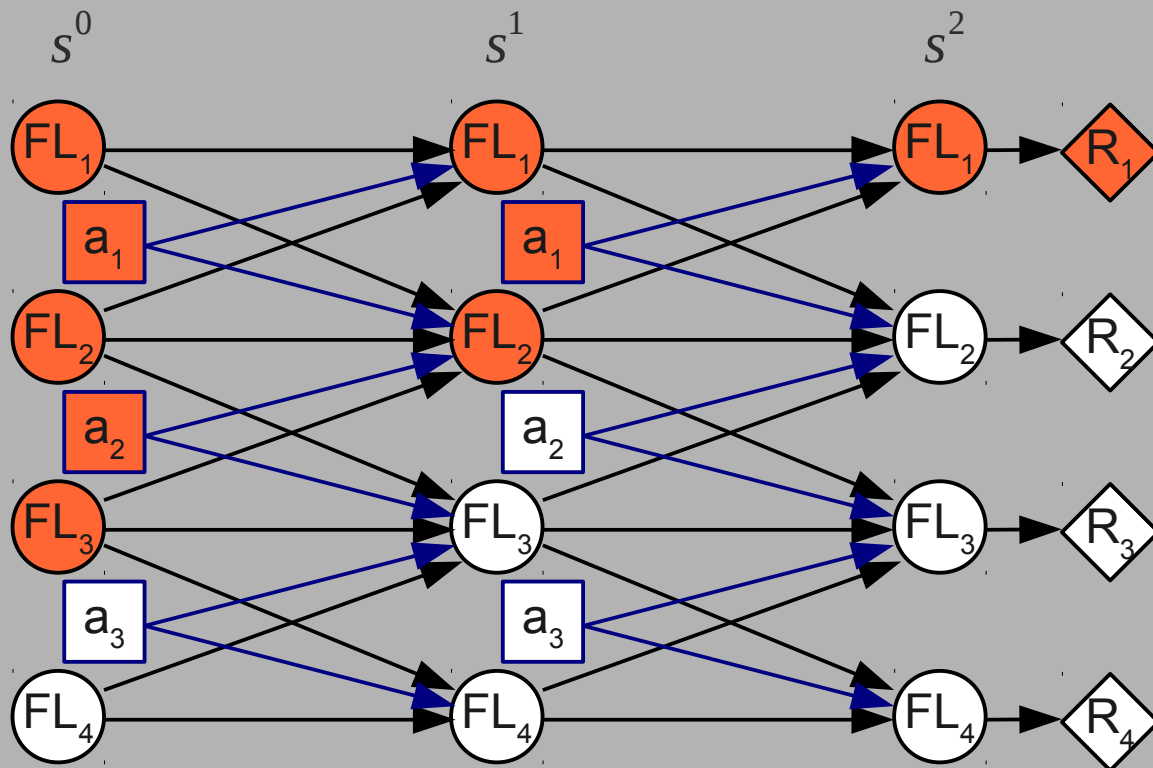 s⁰ s¹ s²
FL₁ FL₁ FL₁ R₁
a₁ a₁
FL₂ FL₂ FL₂ R₂
a₂ a₂
FL₃ FL₃ FL₃ R₃
a₃ a₃
FL₄ FL₄ FL₄ R₄